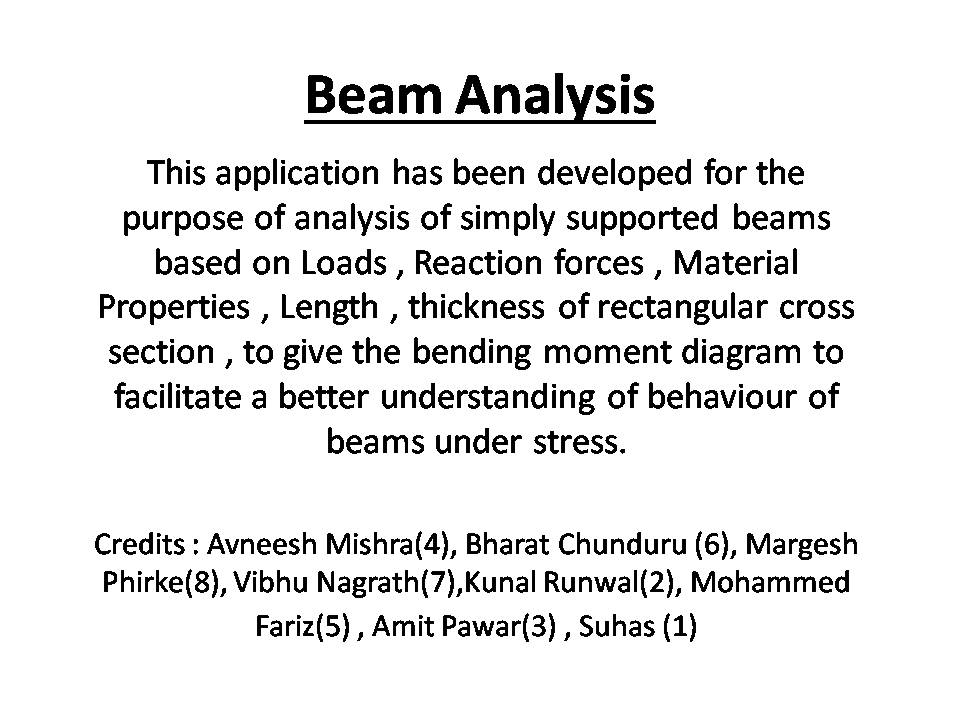 Beam Analysis
This application has been developed for the
purpose of analysis of simply supported beams
based on Loads , Reaction forces , Material
Properties , Length , thickness of rectangular cross
section , to give the bending moment diagram to
facilitate a better understanding of behaviour of
beams under stress.
Credits : Avneesh Mishra(4), Bharat Chunduru (6), Margesh
Phirke(8), Vibhu Nagrath(7),Kunal Runwal(2), Mohammed
Fariz(5) , Amit Pawar(3) , Suhas (1)